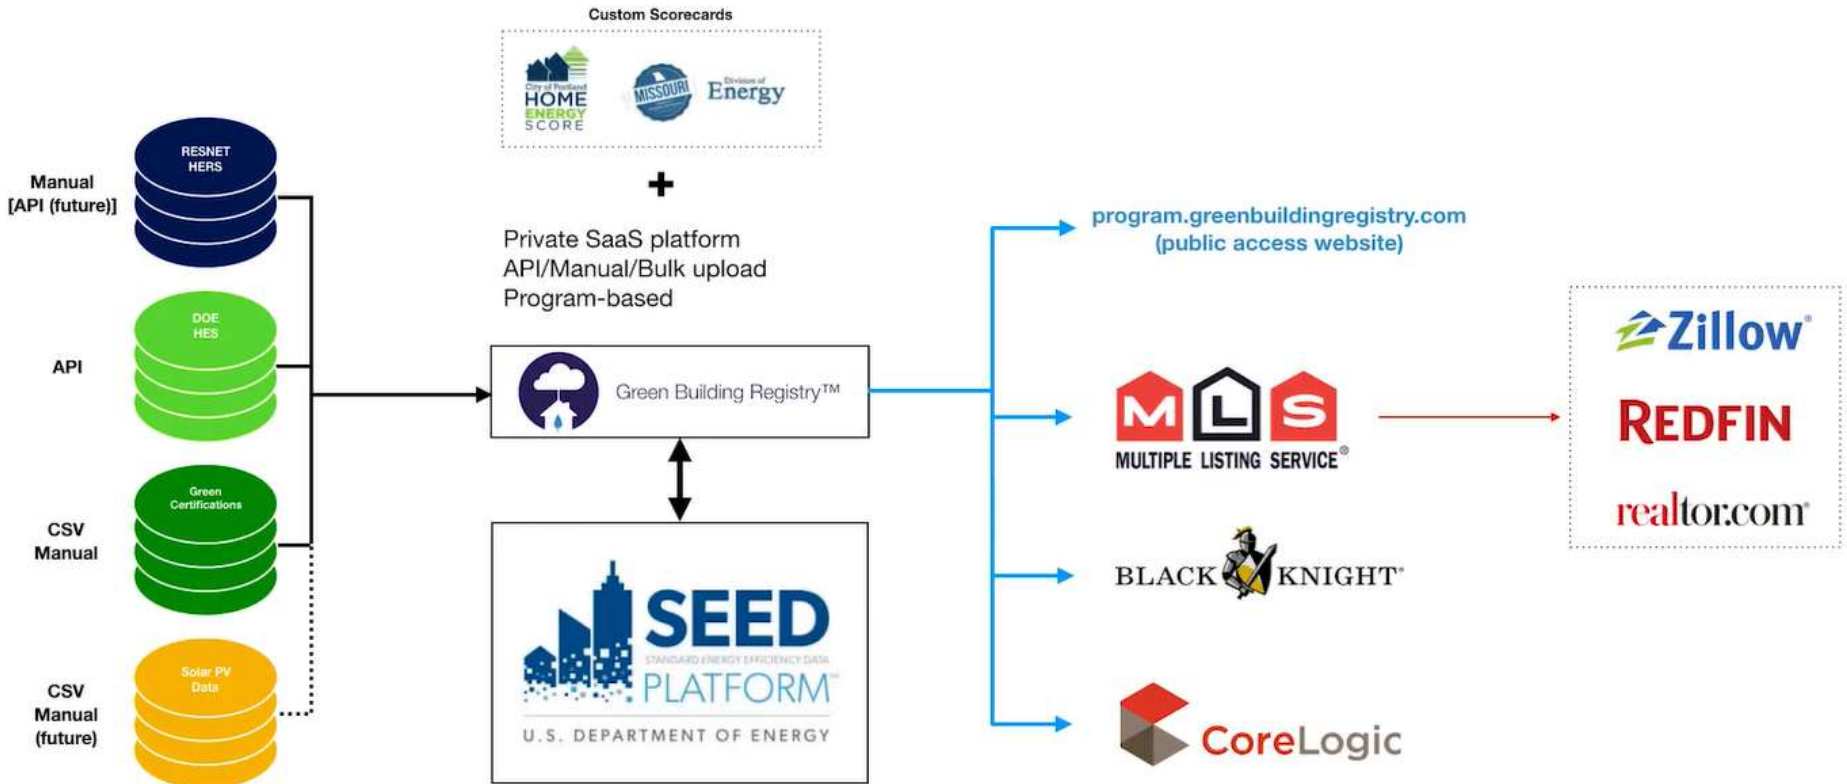 Custom Scorecards
City of Portland
HOME
ENERGY
SCORE
MISSOURI
Division of
Energy
+
Private SaaS platform
API/Manual/Bulk upload
Program-based
Manual
[API (future)]
RESNET
HERS
API
DOE
HES
CSV
Manual
Green
Certifications
CSV
Manual
(future)
Solar PV
Data
Green Building Registry™
SEED
STANDARD ENERGY EFFICIENCY DATA
PLATFORM™
U.S. DEPARTMENT OF ENERGY
program.greenbuildingregistry.com
(public access website)
MLS
MULTIPLE LISTING SERVICE®
BLACK KNIGHT®
CoreLogic
Zillow®
REDFIN
realtor.com®